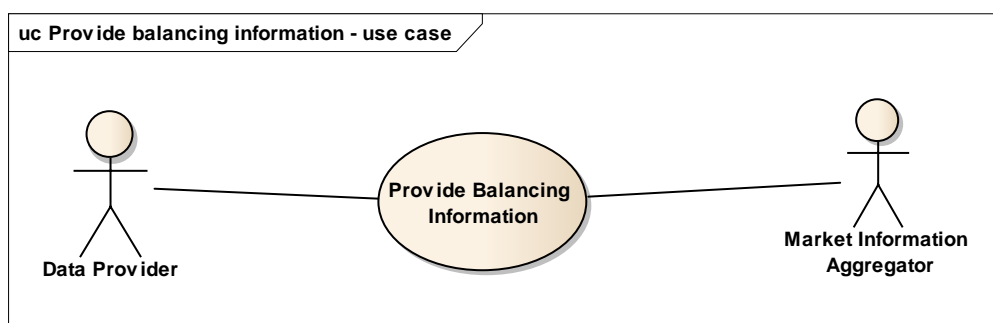 uc Provide balancing information - use case
Provide Balancing
Information
Data Provider
Market Information
Aggregator